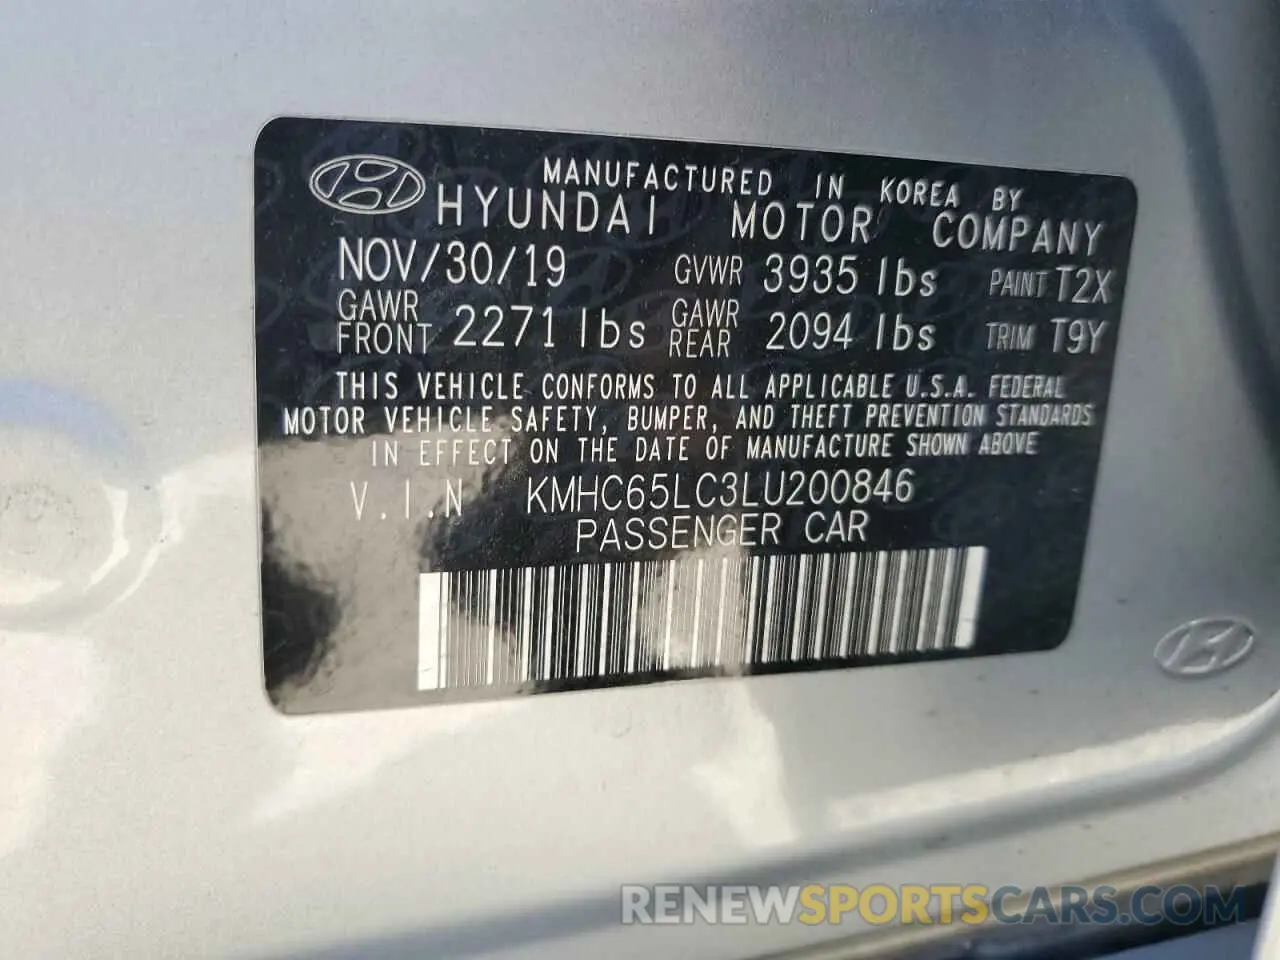 MANUFACTURED IN KOREA BY
HYUNDAI MOTOR COMPANY
NOV/30/19 GVWR 3935 lbs PAINT T2X
GAWR FRONT 2271 lbs GAWR REAR 2094 lbs TRIM T9Y
THIS VEHICLE CONFORMS TO ALL APPLICABLE U.S.A. FEDERAL
MOTOR VEHICLE SAFETY, BUMPER, AND THEFT PREVENTION STANDARDS
IN EFFECT ON THE DATE OF MANUFACTURE SHOWN ABOVE
V.I.N KMHC65LC3LU200846
PASSENGER CAR
RENEWSPORTSCARS.COM